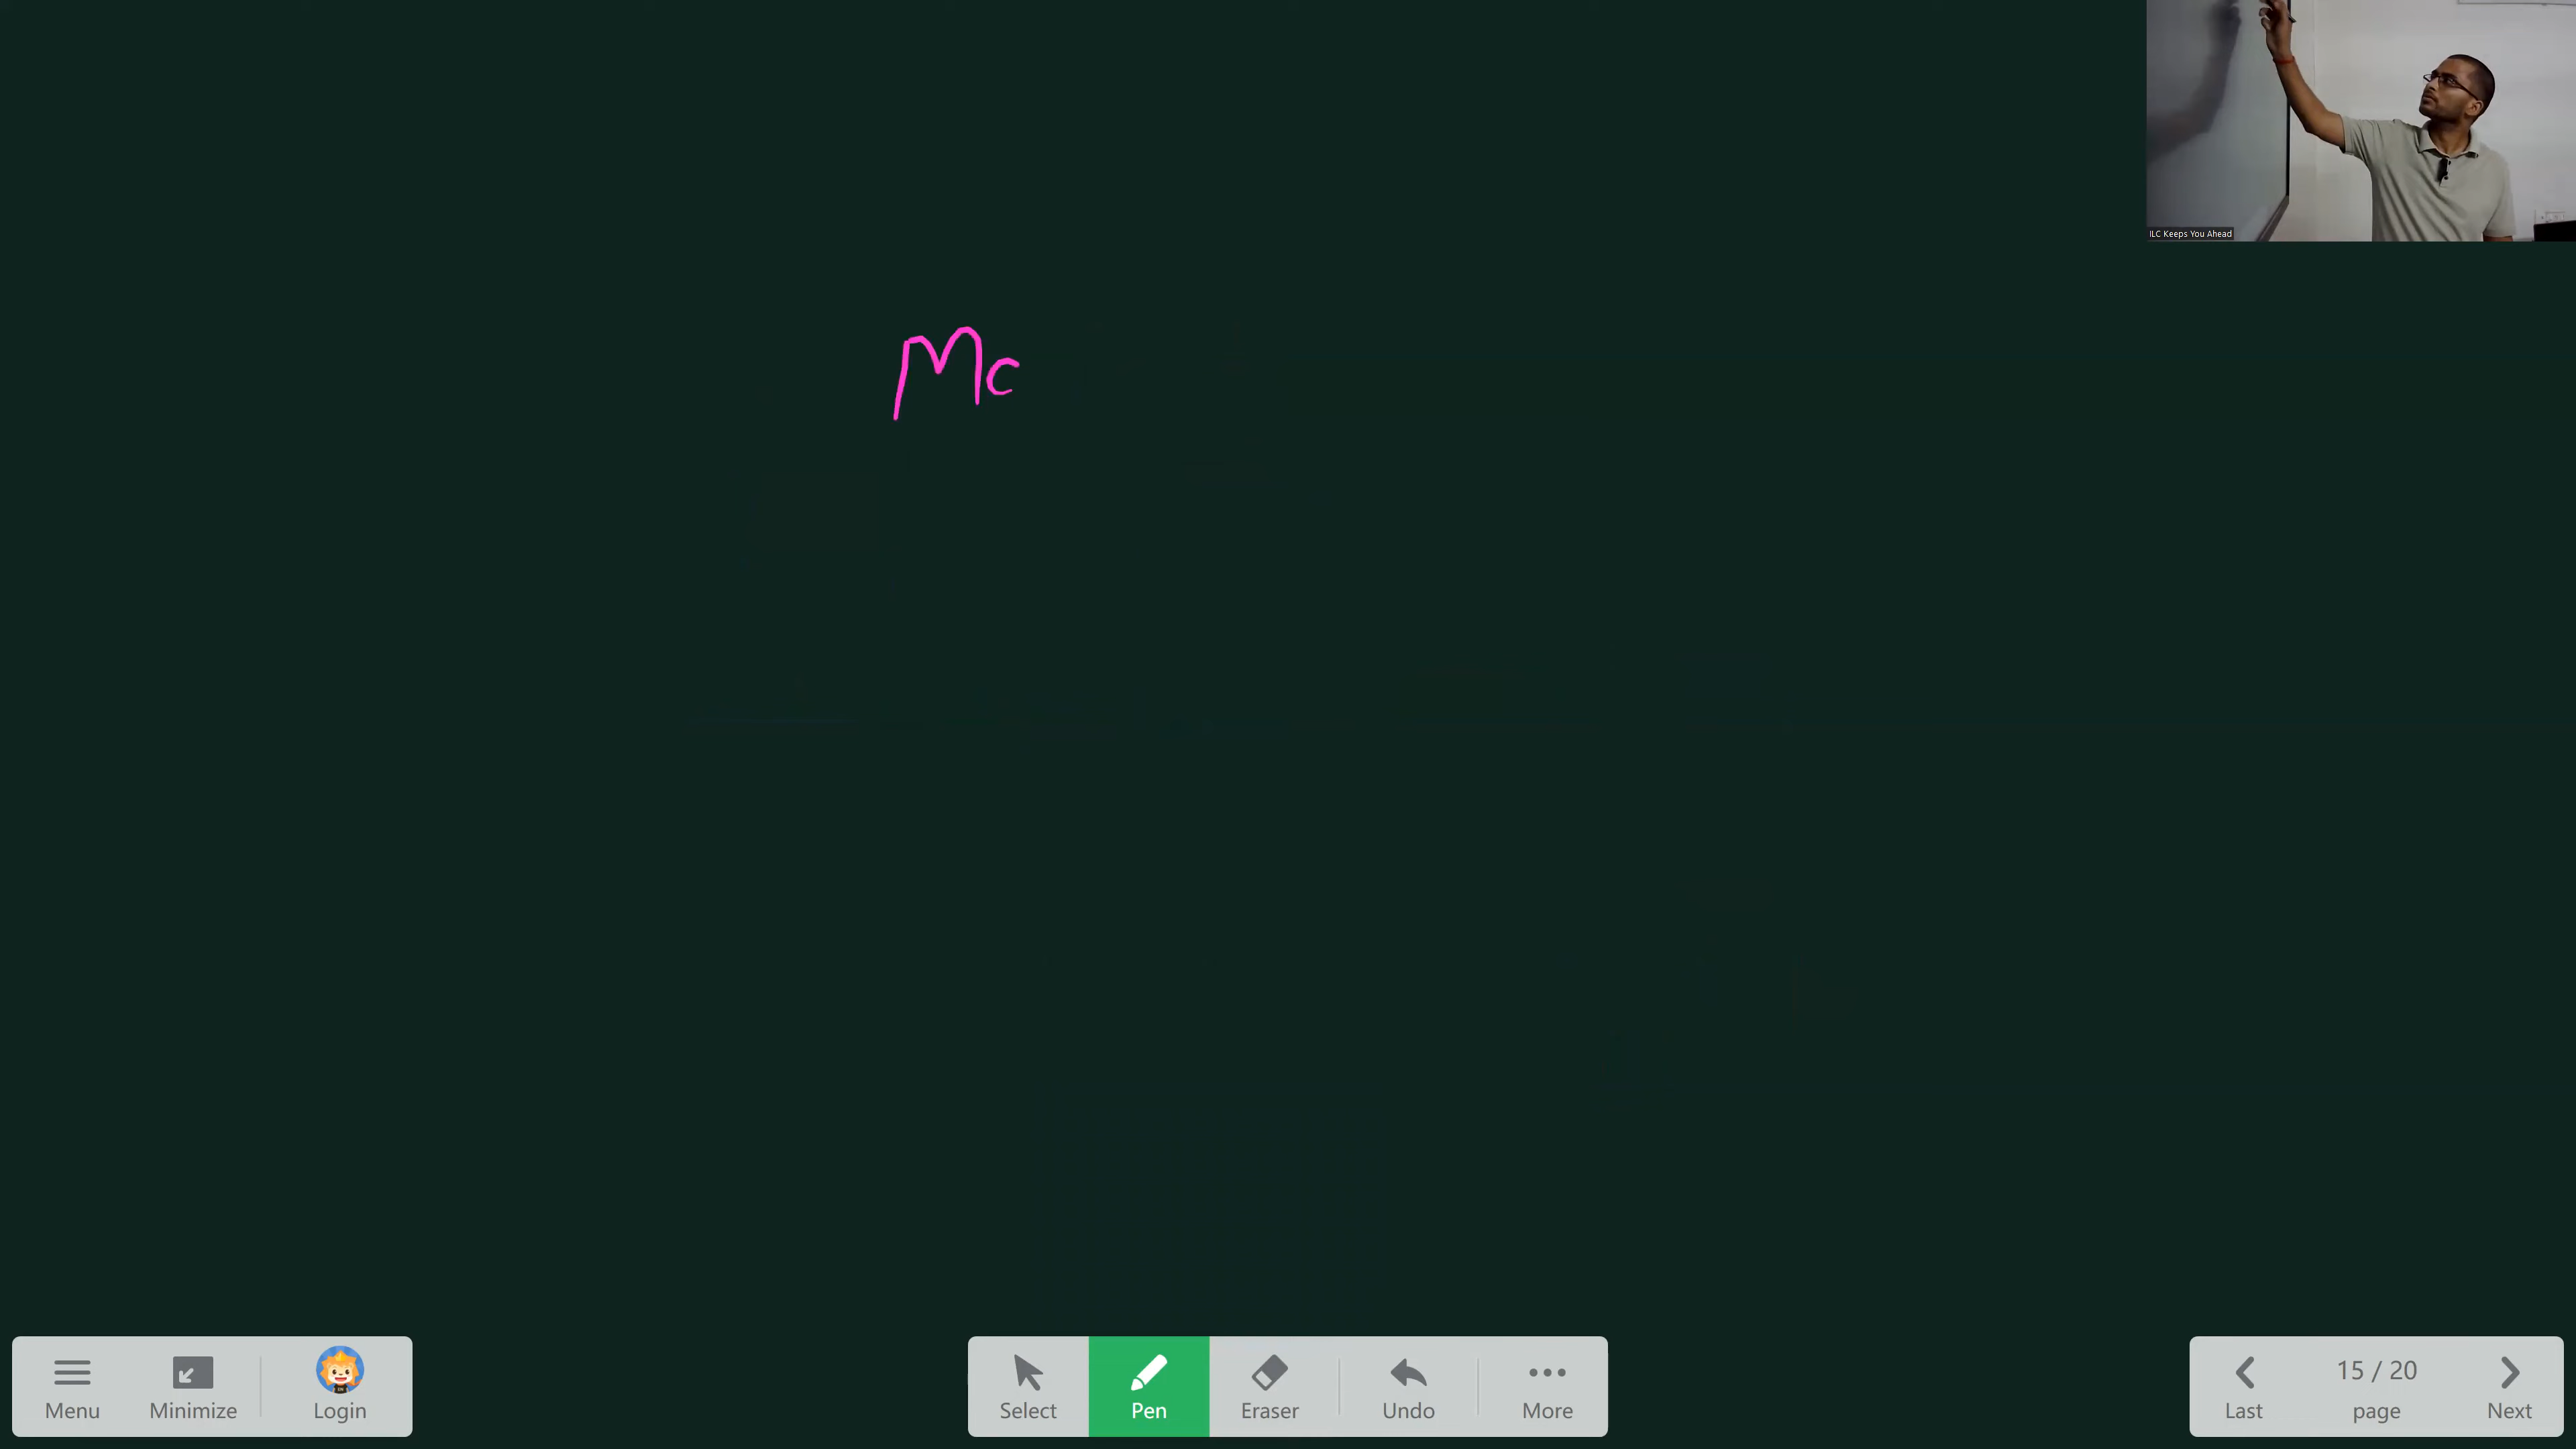 ILC Keeps You Ahead
Mc
Menu
Minimize
Login
Select
Pen
Eraser
Undo
More
Last
15 / 20
page
Next